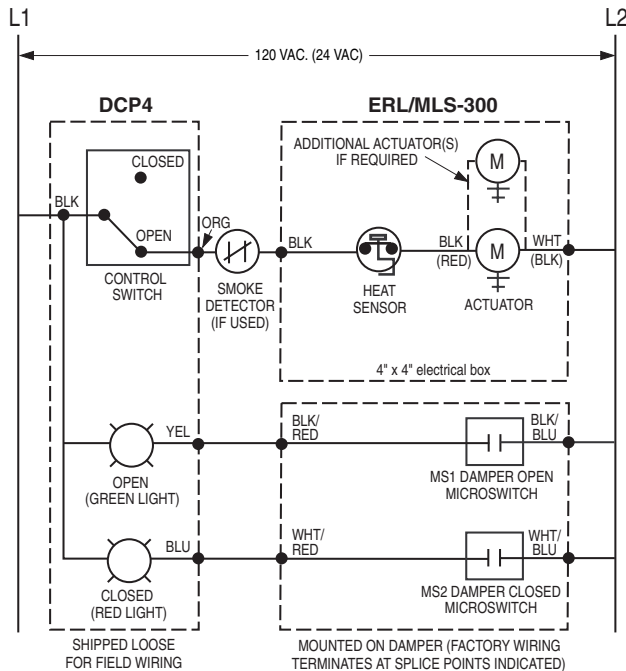 L1
L2
120 VAC. (24 VAC)
DCP4
ERL/MLS-300
CLOSED
BLK
OPEN
CONTROL
SWITCH
ORG
SMOKE
DETECTOR
(IF USED)
ADDITIONAL ACTUATOR(S)
IF REQUIRED
M
BLK
HEAT
SENSOR
BLK
(RED)
M
WHT
(BLK)
ACTUATOR
4" x 4" electrical box
YEL
OPEN
(GREEN LIGHT)
BLK/
RED
BLK/
BLU
MS1 DAMPER OPEN
MICROSWITCH
BLU
CLOSED
(RED LIGHT)
WHT/
RED
WHT/
BLU
MS2 DAMPER CLOSED
MICROSWITCH
SHIPPED LOOSE
FOR FIELD WIRING
MOUNTED ON DAMPER (FACTORY WIRING
TERMINATES AT SPLICE POINTS INDICATED)